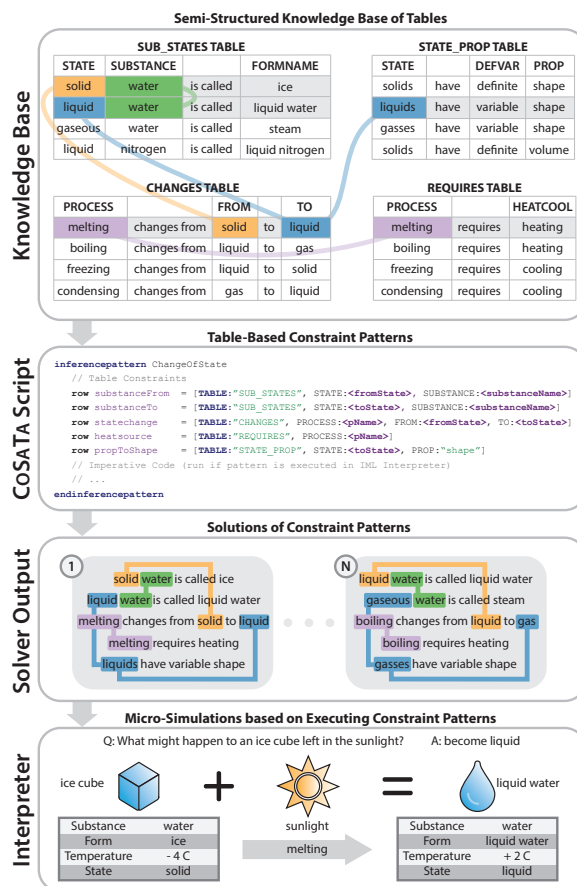 Semi-Structured Knowledge Base of Tables
Knowledge Base
SUB_STATES TABLE
STATE SUBSTANCE FORMNAME
solid water is called ice
liquid water is called liquid water
gaseous water is called steam
liquid nitrogen is called liquid nitrogen
STATE_PROP TABLE
STATE DEFVAR PROP
solids have definite shape
liquids have variable shape
gasses have variable shape
solids have definite volume
CHANGES TABLE
PROCESS FROM TO
melting changes from solid to liquid
boiling changes from liquid to gas
freezing changes from liquid to solid
condensing changes from gas to liquid
REQUIRES TABLE
PROCESS HEATCOOL
melting requires heating
boiling requires heating
freezing requires cooling
condensing requires cooling
Table-Based Constraint Patterns
COSATA Script
inferencepattern ChangeOfState
// Table Constraints
row substanceFrom = [TABLE:"SUB_STATES", STATE:<fromState>, SUBSTANCE:<substanceName>]
row substanceTo = [TABLE:"SUB_STATES", STATE:<toState>, SUBSTANCE:<substanceName>]
row statechange = [TABLE:"CHANGES", PROCESS:<pName>, FROM:<fromState>, TO:<toState>]
row heatsource = [TABLE:"REQUIRES", PROCESS:<pName>]
row propToShape = [TABLE:"STATE_PROP", STATE:<toState>, PROP:"shape"]
// Imperative Code (run if pattern is executed in IML Interpreter)
// ...
endinferencepattern
Solutions of Constraint Patterns
Solver Output
1
solid water is called ice
liquid water is called liquid water
melting changes from solid to liquid
melting requires heating
liquids have variable shape
N
liquid water is called liquid water
gaseous water is called steam
boiling changes from liquid to gas
boiling requires heating
gasses have variable shape
Micro-Simulations based on Executing Constraint Patterns
Interpreter
Q: What might happen to an ice cube left in the sunlight? A: become liquid
ice cube
+
=
liquid water
sunlight
melting
Substance water
Form ice
Temperature - 4 C
State solid
Substance water
Form liquid water
Temperature + 2 C
State liquid